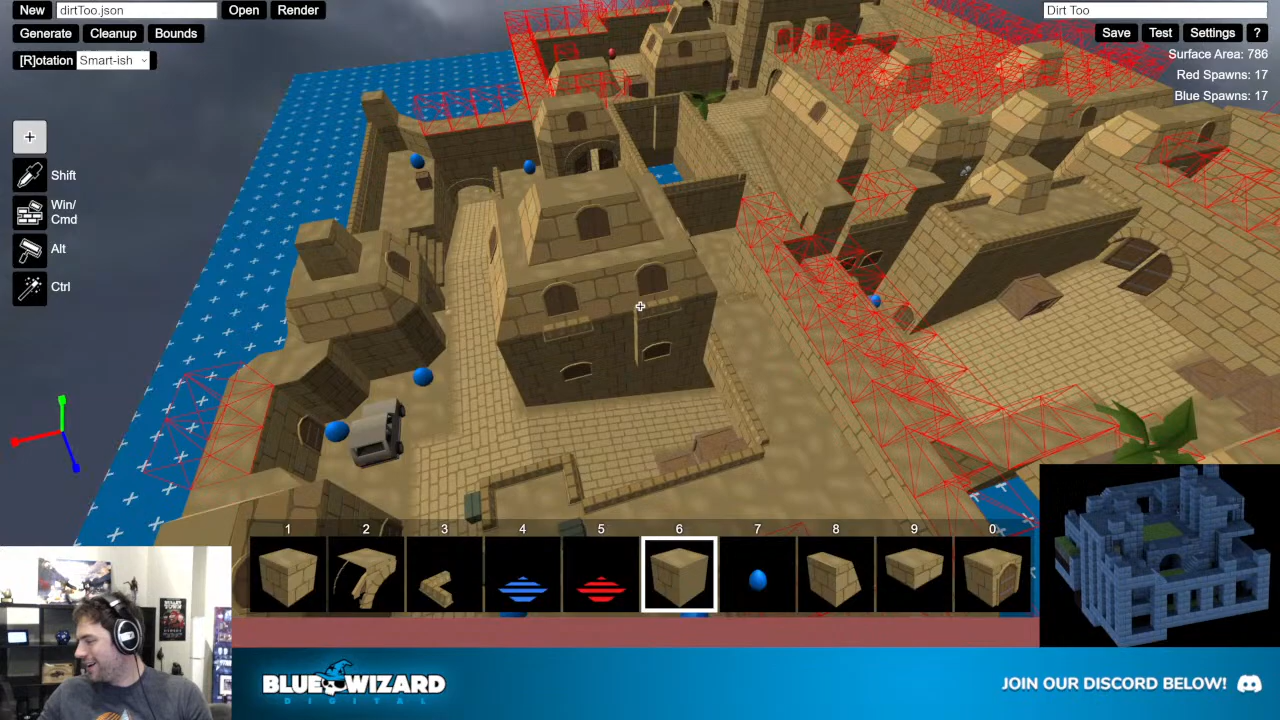 New dirtToo.json Open Render
Dirt Too
Generate Cleanup Bounds
Save Test Settings ?
[R]otation Smart-ish
Surface Area: 786
Red Spawns: 17
Blue Spawns: 17
+
Shift
Win/
Cmd
Alt
Ctrl
1 2 3 4 5 6 7 8 9 0
BLUE WIZARD
DIGITAL
JOIN OUR DISCORD BELOW!